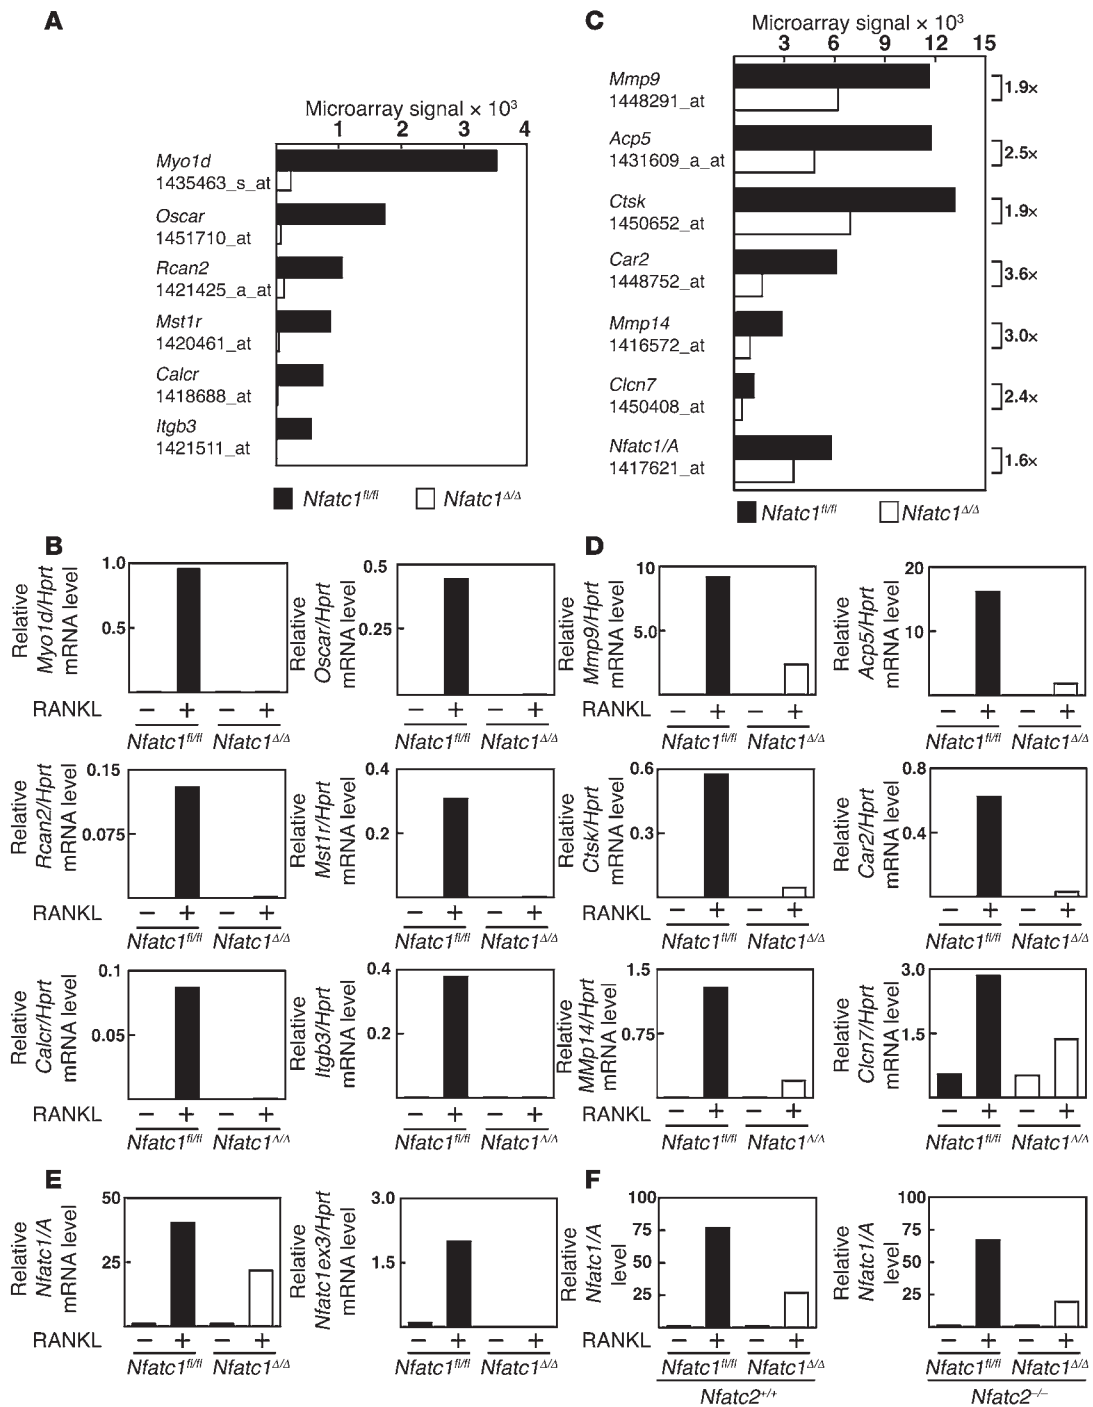 A
Microarray signal × 10³
1 2 3 4
Myo1d
1435463_s_at
Oscar
1451710_at
Rcan2
1421425_a_at
Mst1r
1420461_at
Calcr
1418688_at
Itgb3
1421511_at
Nfatc1fl/fl Nfatc1Δ/Δ
C
Microarray signal × 10³
3 6 9 12 15
Mmp9
1448291_at
1.9×
Acp5
1431609_a_at
2.5×
Ctsk
1450652_at
1.9×
Car2
1448752_at
3.6×
Mmp14
1416572_at
3.0×
Clcn7
1450408_at
2.4×
Nfatc1/A
1417621_at
1.6×
Nfatc1fl/fl Nfatc1Δ/Δ
B
Relative
Myo1d/Hprt
mRNA level
1.0
0.5
RANKL − + − +
Nfatc1fl/fl Nfatc1Δ/Δ
Relative
Oscar/Hprt
mRNA level
0.5
0.25
− + − +
Nfatc1fl/fl Nfatc1Δ/Δ
Relative
Rcan2/Hprt
mRNA level
0.15
0.075
RANKL − + − +
Nfatc1fl/fl Nfatc1Δ/Δ
Relative
Mst1r/Hprt
mRNA level
0.4
0.2
− + − +
Nfatc1fl/fl Nfatc1Δ/Δ
Relative
Calcr/Hprt
mRNA level
0.1
0.05
RANKL − + − +
Nfatc1fl/fl Nfatc1Δ/Δ
Relative
Itgb3/Hprt
mRNA level
0.4
0.2
− + − +
Nfatc1fl/fl Nfatc1Δ/Δ
D
Relative
Mmp9/Hprt
mRNA level
10
5.0
RANKL − + − +
Nfatc1fl/fl Nfatc1Δ/Δ
Relative
Acp5/Hprt
mRNA level
20
10
− + − +
Nfatc1fl/fl Nfatc1Δ/Δ
Relative
Ctsk/Hprt
mRNA level
0.6
0.3
RANKL − + − +
Nfatc1fl/fl Nfatc1Δ/Δ
Relative
Car2/Hprt
mRNA level
0.8
0.4
− + − +
Nfatc1fl/fl Nfatc1Δ/Δ
Relative
MMp14/Hprt
mRNA level
1.5
0.75
RANKL − + − +
Nfatc1fl/fl Nfatc1Δ/Δ
Relative
Clcn7/Hprt
mRNA level
3.0
1.5
− + − +
Nfatc1fl/fl Nfatc1Δ/Δ
E
Relative
Nfatc1/A
mRNA level
50
25
RANKL − + − +
Nfatc1fl/fl Nfatc1Δ/Δ
Relative
Nfatc1ex3/Hprt
mRNA level
3.0
1.5
− + − +
Nfatc1fl/fl Nfatc1Δ/Δ
F
Relative
Nfatc1/A
level
100
75
50
25
RANKL − + − +
Nfatc1fl/fl Nfatc1Δ/Δ
Nfatc2+/+
Relative
Nfatc1/A
level
100
75
50
25
− + − +
Nfatc1fl/fl Nfatc1Δ/Δ
Nfatc2−/−